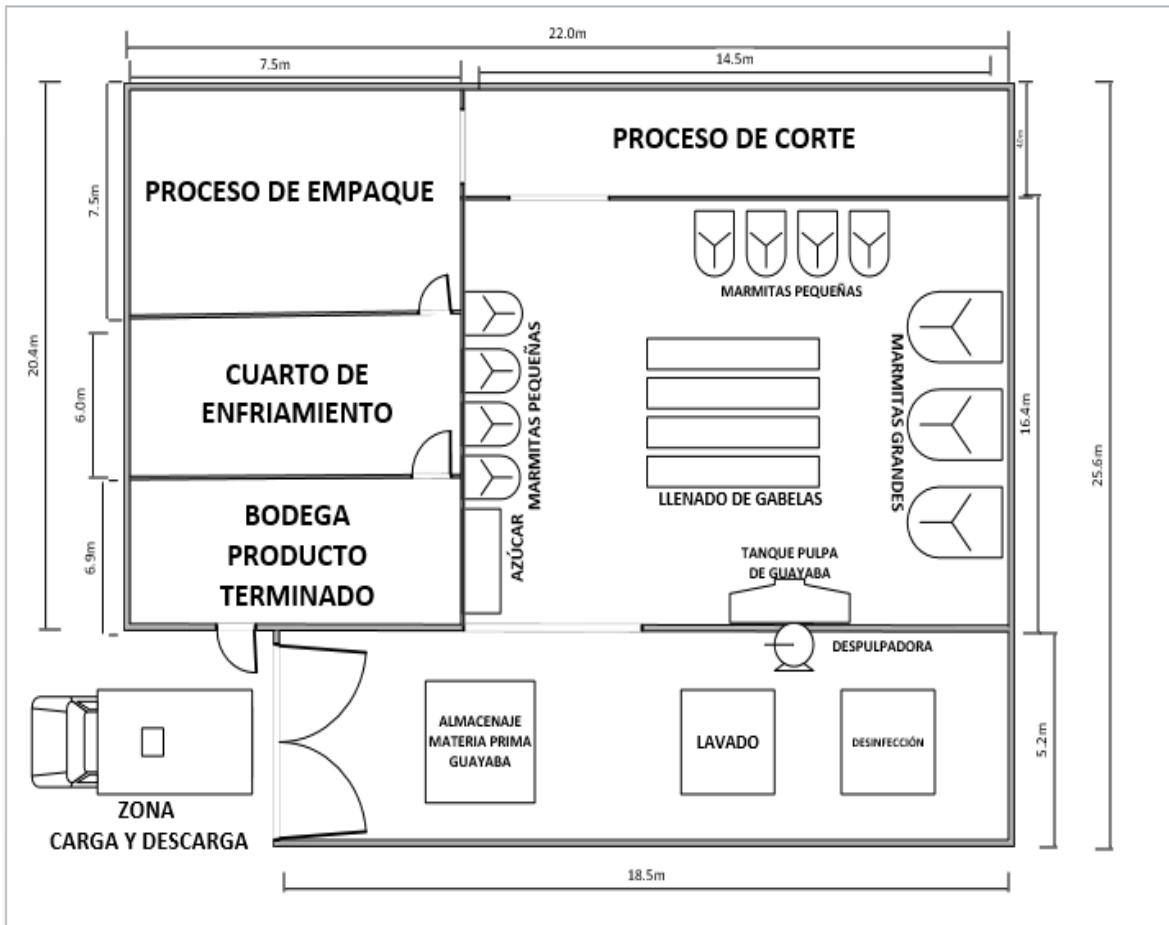 22.0m
7.5m
14.5m
PROCESO DE CORTE
4.0m
PROCESO DE EMPAQUE
7.5m
MARMITAS PEQUEÑAS
20.4m
CUARTO DE
ENFRIAMIENTO
6.0m
MARMITAS PEQUEÑAS
MARMITAS GRANDES
16.4m
25.6m
LLENADO DE GABELAS
BODEGA
PRODUCTO
TERMINADO
6.9m
AZÚCAR
TANQUE PULPA
DE GUAYABA
DESPULPADORA
ALMACENAJE
MATERIA PRIMA
GUAYABA
LAVADO
DESINFECCIÓN
5.2m
ZONA
CARGA Y DESCARGA
18.5m